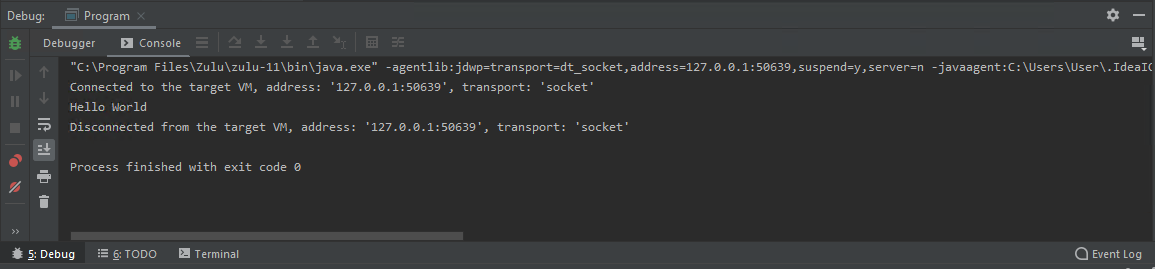 Debug: Program
Debugger Console
"C:\Program Files\Zulu\zulu-11\bin\java.exe" -agentlib:jdwp=transport=dt_socket,address=127.0.0.1:50639,suspend=y,server=n -javaagent:C:\Users\User\.IdeaIC
Connected to the target VM, address: '127.0.0.1:50639', transport: 'socket'
Hello World
Disconnected from the target VM, address: '127.0.0.1:50639', transport: 'socket'
Process finished with exit code 0
5: Debug 6: TODO Terminal Event Log